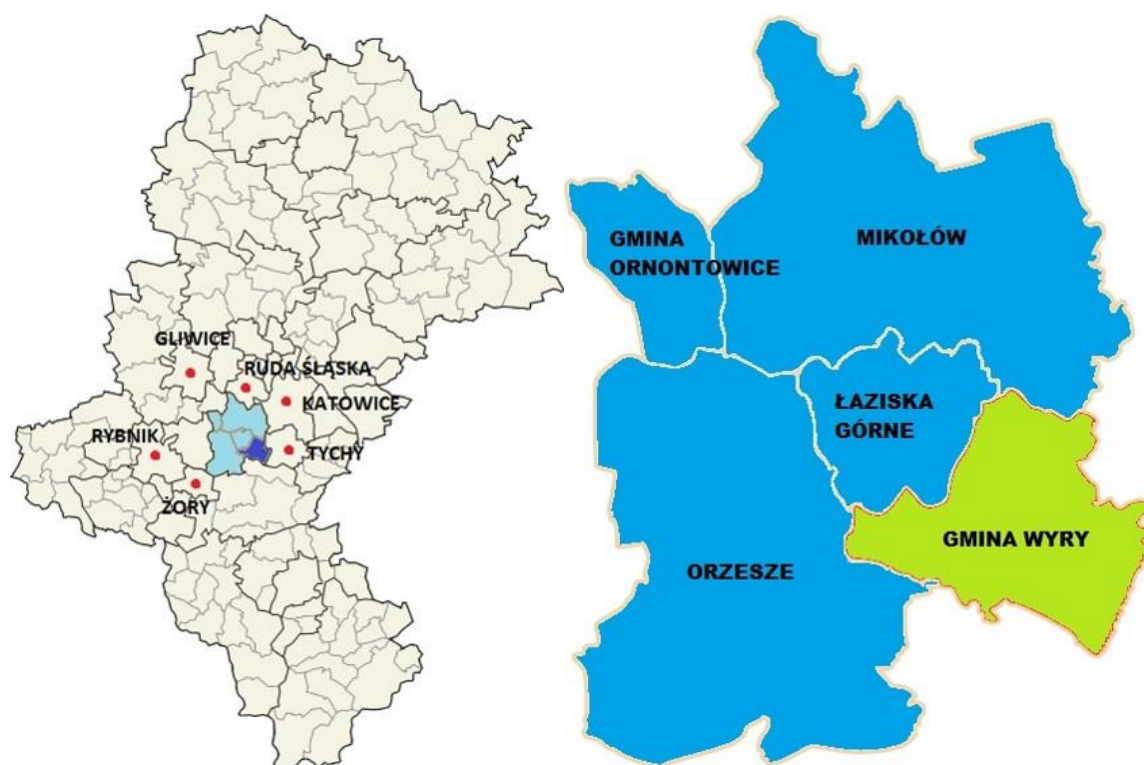 GLIWICE
RUDA ŚLĄSKA
KATOWICE
RYBNIK
TYCHY
ŻORY
GMINA
ORNONTOWICE
MIKOŁÓW
ŁAZISKA
GÓRNE
GMINA WYRY
ORZESZE